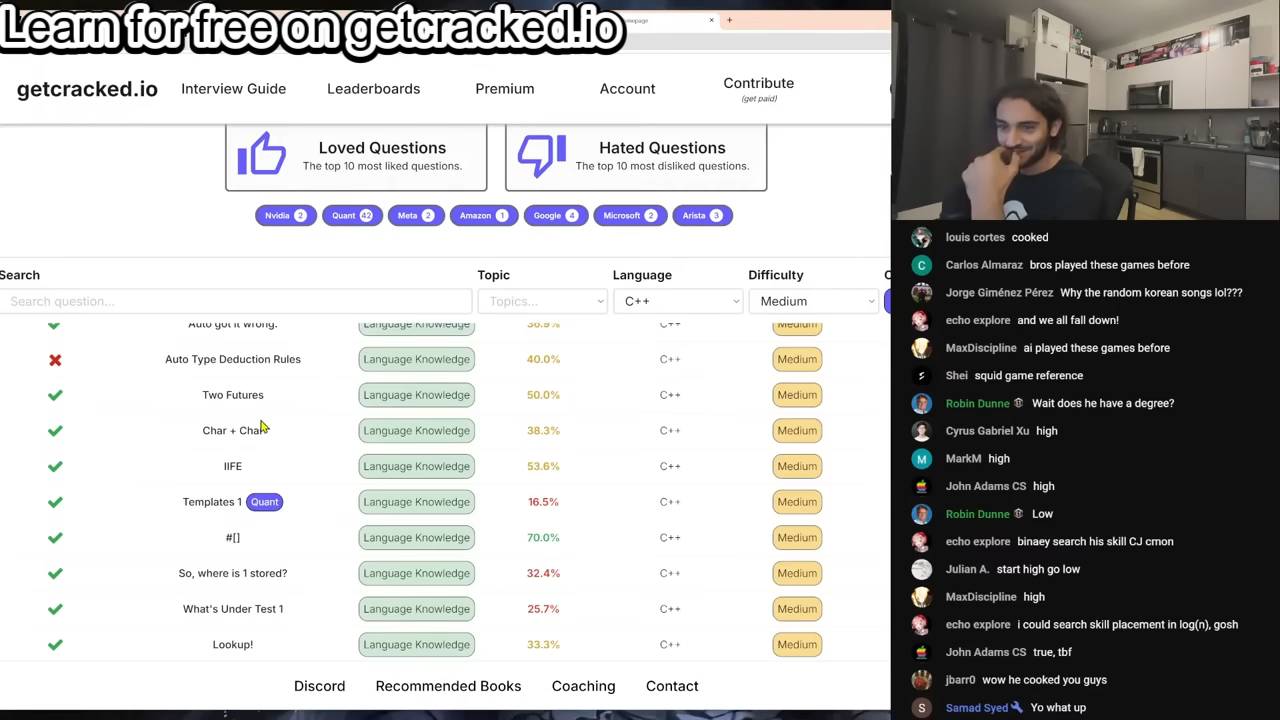 Learn for free on getcracked.io
getcracked.io
Interview Guide
Leaderboards
Premium
Account
Contribute
(get paid)
Loved Questions
The top 10 most liked questions.
Hated Questions
The top 10 most disliked questions.
Nvidia 2
Quant 42
Meta 2
Amazon 1
Google 4
Microsoft 2
Arista 3
Search
Topic
Language
Difficulty
Search question...
Topics...
C++
Medium
Auto got it wrong. Language Knowledge 36.9% C++ Medium
Auto Type Deduction Rules Language Knowledge 40.0% C++ Medium
Two Futures Language Knowledge 50.0% C++ Medium
Char + Char Language Knowledge 38.3% C++ Medium
IIFE Language Knowledge 53.6% C++ Medium
Templates 1 Quant Language Knowledge 16.5% C++ Medium
#[] Language Knowledge 70.0% C++ Medium
So, where is 1 stored? Language Knowledge 32.4% C++ Medium
What's Under Test 1 Language Knowledge 25.7% C++ Medium
Lookup! Language Knowledge 33.3% C++ Medium
Discord
Recommended Books
Coaching
Contact
louis cortes cooked
C Carlos Almaraz bros played these games before
Jorge Giménez Pérez Why the random korean songs lol???
echo explore and we all fall down!
MaxDiscipline ai played these games before
Shei squid game reference
Robin Dunne Wait does he have a degree?
Cyrus Gabriel Xu high
M MarkM high
John Adams CS high
Robin Dunne Low
echo explore binaey search his skill CJ cmon
Julian A. start high go low
MaxDiscipline high
echo explore i could search skill placement in log(n), gosh
John Adams CS true, tbf
jbarr0 wow he cooked you guys
S Samad Syed Yo what up